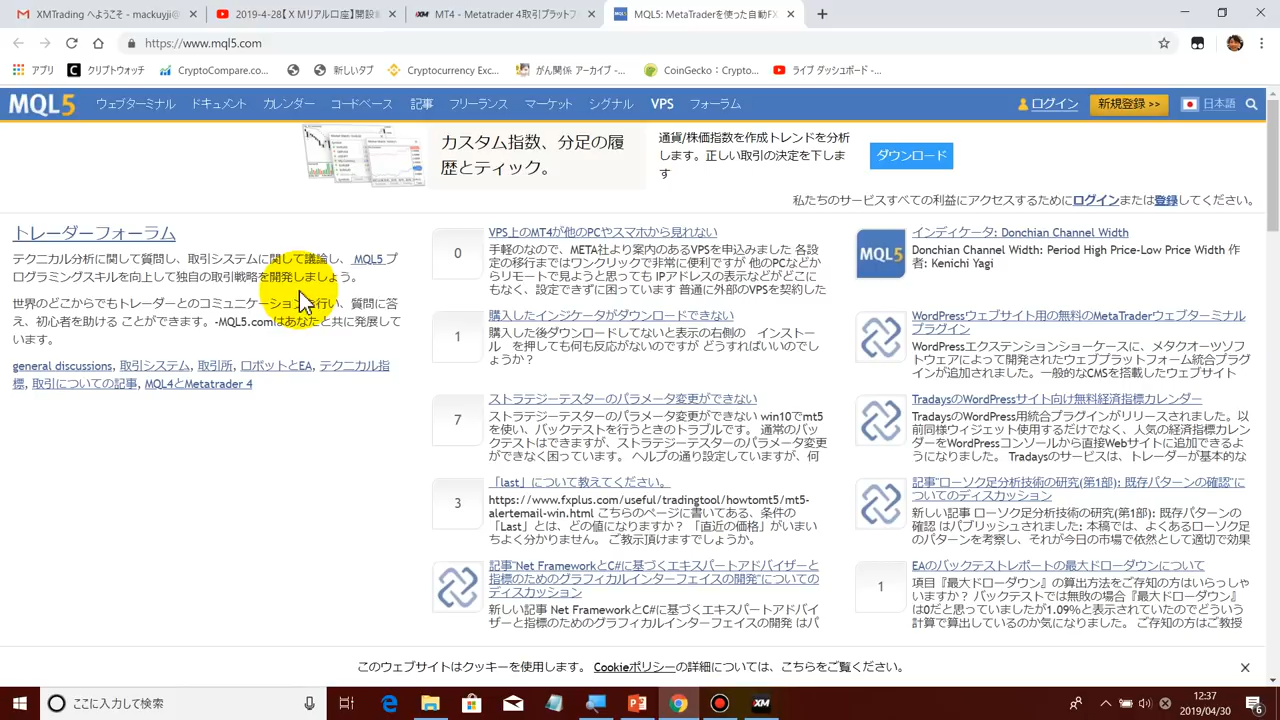 XMTrading - mackuyji@
2019-4-28【ＸＭリアル口座】開設
MT4 - Metatrader 4取引プラットフ
MQL5: MetaTraderを使った自動FX
https://www.mql5.com
アプリ
クリプトウォッチ
CryptoCompare.co...
新しいタブ
Cryptocurrency Exc...
がん関係 アーカイブ -...
CoinGecko：Crypto...
ライブ ダッシュボード -...
MQL5
ウェブターミナル
ドキュメント
カレンダー
コードベース
記事
フリーランス
マーケット
シグナル
VPS
フォーラム
ログイン
新規登録 >>
日本語
カスタム指数、分足の履
歴とティック。
通貨/株価指数を作成トレンドを分析
します。正しい取引の決定を下しま
す
ダウンロード
私たちのサービスすべての利益にアクセスするためにログインまたは登録してください。
トレーダーフォーラム
テクニカル分析に関して質問し、取引システムに関して議論し、 MQL5 プ
ログラミングスキルを向上して独自の取引戦略を開発しましょう。
世界のどこからでもトレーダーとのコミュニケーションを行い、質問に答
え、初心者を助ける ことができます。-MQL5.comはあなたと共に発展して
います。
general discussions, 取引システム, 取引所, ロボットとEA, テクニカル指
標, 取引についての記事, MQL4とMetatrader 4
0
VPS上のMT4が他のPCやスマホから見れない
手軽なので、META社より案内のあるVPSを申込みました 各設
定の移行まではワンクリックで非常に便利ですが 他のPCなどか
らリモートで見ようと思っても IPアドレスの表示などがどこに
もなく、設定できずに困っています 普通に外部のVPSを契約した
1
購入したインジケータがダウンロードできない
購入した後ダウンロードしてないと表示の右側の　インストー
ル　を押しても何も反応がないのですが どうすればいいのでし
ょうか？
7
ストラテジーテスターのパラメータ変更ができない
ストラテジーテスターのパラメータ変更ができない win10でmt5
を使い、バックテストを行うときのトラブルです。 通常のバッ
クテストはできますが、ストラテジーテスターのパラメータ変更
ができなく困っています。 ヘルプの通り設定していますが、何
3
「last」について教えてください。
https://www.fxplus.com/useful/tradingtool/howtomt5/mt5-
alertemail-win.html こちらのページに書いてある、条件の
「Last」とは、どの値になりますか？ 「直近の価格」がいまい
ちよく分かりません。 ご教示頂けますでしょうか。
記事"Net FrameworkとC#に基づくエキスパートアドバイザーと
指標のためのグラフィカルインターフェイスの開発"についての
ディスカッション
新しい記事 Net FrameworkとC#に基づくエキスパートアドバイ
ザーと指標のためのグラフィカルインターフェイスの開発 はパ
MQL5
インディケータ: Donchian Channel Width
Donchian Channel Width: Period High Price-Low Price Width 作
者: Kenichi Yagi
WordPressウェブサイト用の無料のMetaTraderウェブターミナル
プラグイン
WordPressエクステンションショーケースに、メタクオーツソフ
トウェアによって開発されたウェブプラットフォーム統合プラグ
インが追加されました。一般的なCMSを搭載したウェブサイト
TradaysのWordPressサイト向け無料経済指標カレンダー
TradaysのWordPress用統合プラグインがリリースされました。以
前同様ウィジェット使用するだけでなく、人気の経済指標カレン
ダーをWordPressコンソールから直接Webサイトに追加できるよ
うになりました。 Tradaysのサービスは、トレーダーが基本的な
記事"ローソク足分析技術の研究(第1部): 既存パターンの確認"に
ついてのディスカッション
新しい記事 ローソク足分析技術の研究(第1部): 既存パターンの
確認 はパブリッシュされました: 本稿では、よくあるローソク足
のパターンを考察し、それが今日の市場で依然として適切で効果
1
EAのバックテストレポートの最大ドローダウンについて
項目『最大ドローダウン』の算出方法をご存知の方はいらっしゃ
いますか？ バックテストでは無敗の場合『最大ドローダウン』
は0だと思っていましたが1.09%と表示されていたのでどういう
計算で算出しているのか気になりました。 ご存知の方はご教授
このウェブサイトはクッキーを使用します。 Cookieポリシーの詳細については、こちらをご覧ください。
ここに入力して検索
XM
12:37
2019/04/30
6